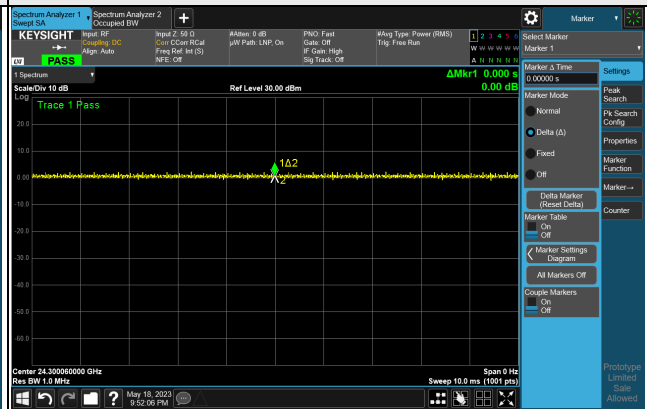 Spectrum Analyzer 1
Swept SA
Spectrum Analyzer 2
Occupied BW
Marker
KEYSIGHT
Input: RF
Coupling: DC
Align: Auto
Input Z: 50 Ω
Corr CCorr RCal
Freq Ref: Int (S)
NFE: Off
#Atten: 0 dB
µW Path: LNP, On
PNO: Fast
Gate: Off
IF Gain: High
Sig Track: Off
#Avg Type: Power (RMS)
Trig: Free Run
1 2 3 4 5 6
W W W W W W
A N N N N N
LXI
PASS
Select Marker
Marker 1
1 Spectrum
ΔMkr1 0.000 s
0.00 dB
Scale/Div 10 dB
Ref Level 30.00 dBm
Log
Trace 1 Pass
20.0
10.0
0.00
-10.0
-20.0
-30.0
-40.0
-50.0
-60.0
1Δ2
2
Center 24.300060000 GHz
Res BW 1.0 MHz
Span 0 Hz
Sweep 10.0 ms (1001 pts)
Marker Δ Time
0.00000 s
Marker Mode
Normal
Delta (Δ)
Fixed
Off
Delta Marker
(Reset Delta)
Marker Table
On
Off
Marker Settings
Diagram
All Markers Off
Couple Markers
On
Off
Settings
Peak
Search
Pk Search
Config
Properties
Marker
Function
Marker→
Counter
Prototype
Limited
Sale
Allowed
May 18, 2023
9:52:06 PM